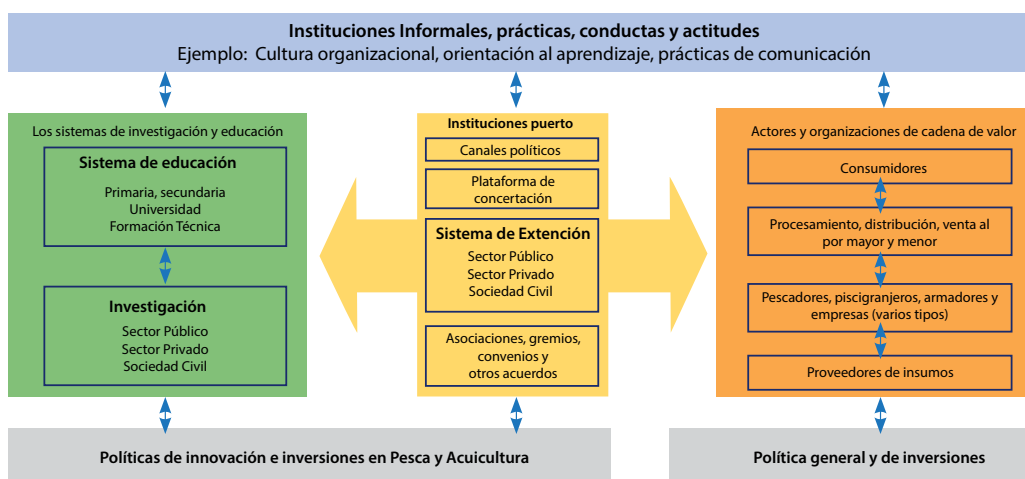 Instituciones Informales, prácticas, conductas y actitudes
Ejemplo: Cultura organizacional, orientación al aprendizaje, prácticas de comunicación
Los sistemas de investigación y educación
Sistema de educación
Primaria, secundaria
Universidad
Formación Técnica
Investigación
Sector Público
Sector Privado
Sociedad Civil
Instituciones puerto
Canales políticos
Plataforma de
concertación
Sistema de Extención
Sector Público
Sector Privado
Sociedad Civil
Asociaciones, gremios,
convenios y
otros acuerdos
Actores y organizaciones de cadena de valor
Consumidores
Procesamiento, distribución, venta al
por mayor y menor
Pescadores, piscigranjeros, armadores y
empresas (varios tipos)
Proveedores de insumos
Políticas de innovación e inversiones en Pesca y Acuicultura
Política general y de inversiones